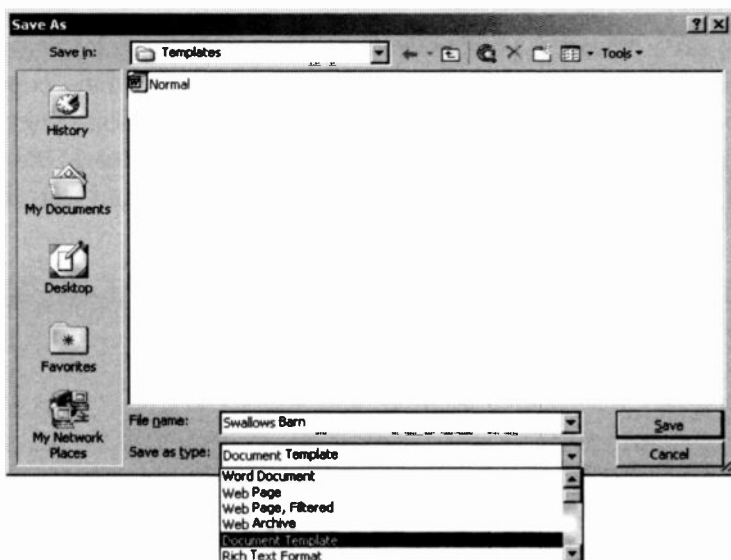 Save As
Save in:
Templates
Tools
Normal
History
My Documents
Desktop
Favorites
My Network
Places
File name:
Swallows Barn
Save
Save as type:
Document Template
Cancel
Word Document
Web Page
Web Page, Filtered
Web Archive
Document Template
Rich Text Format